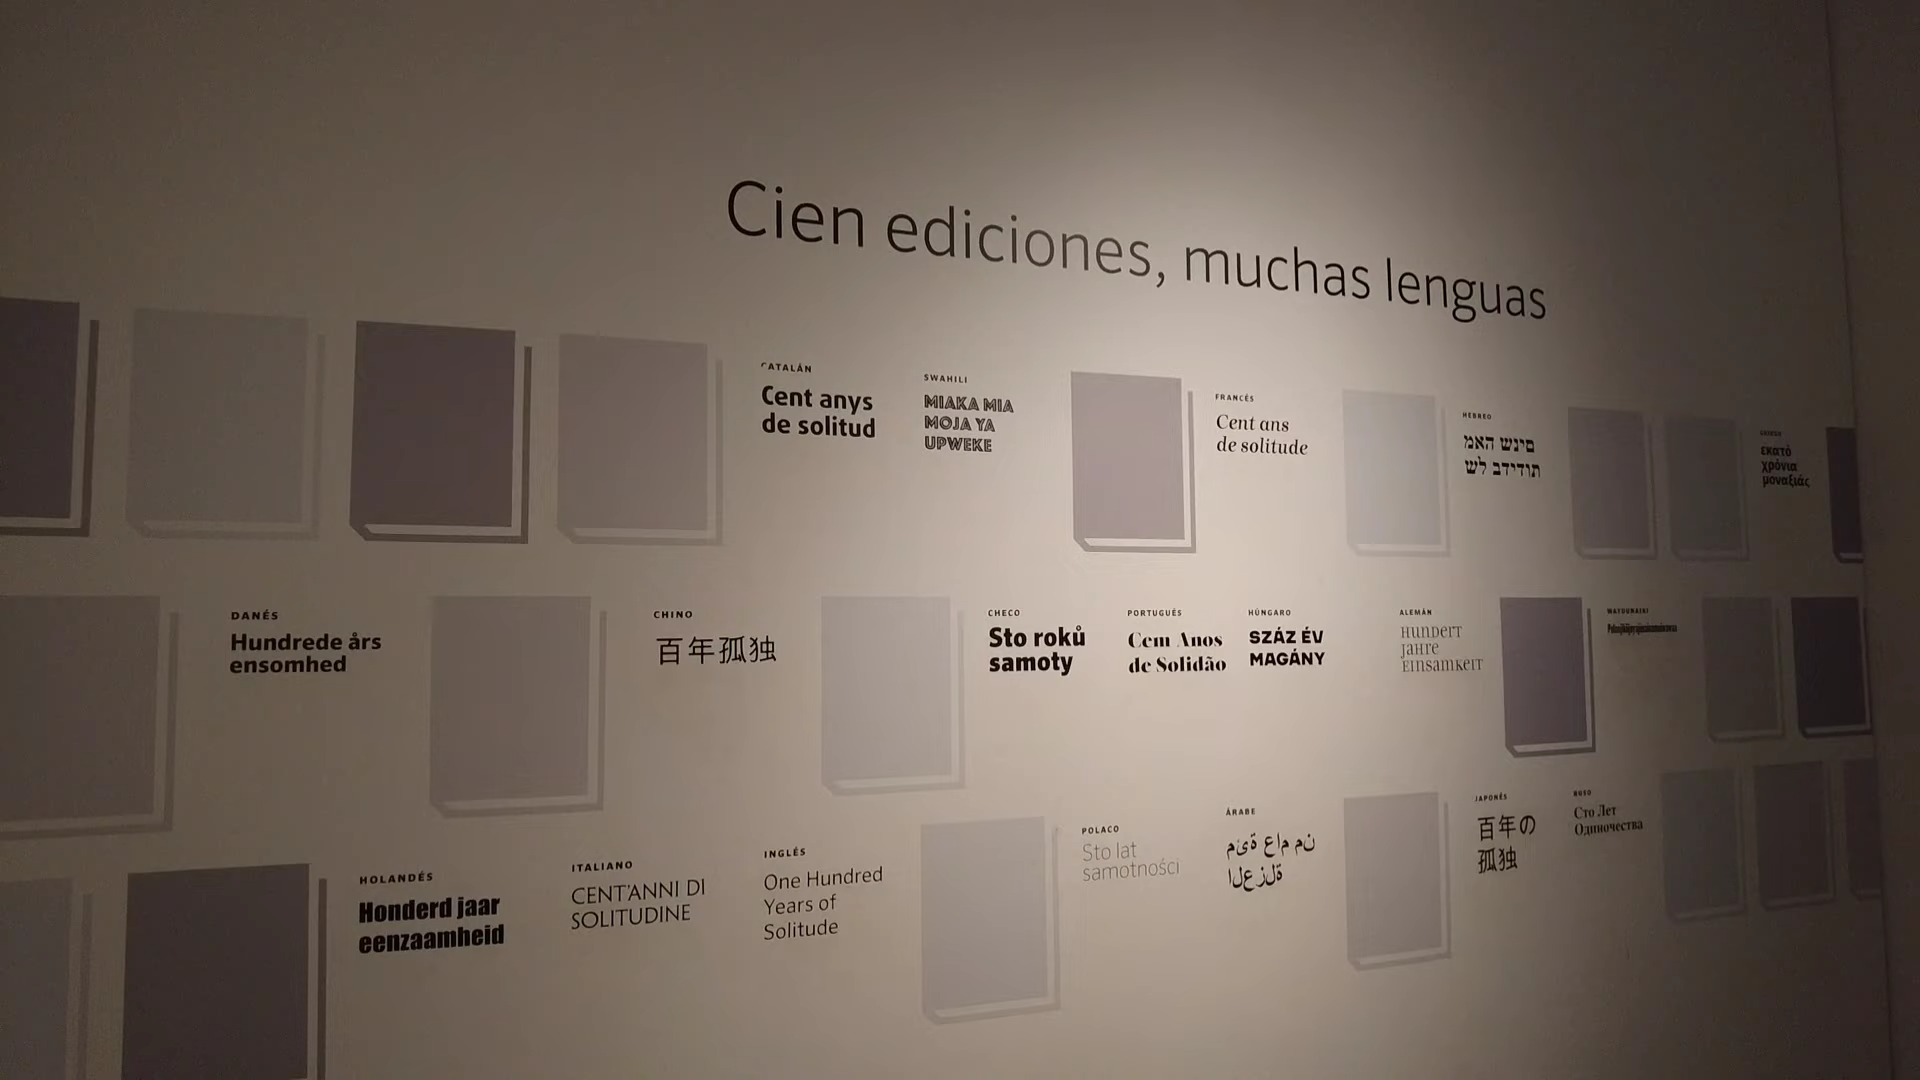 Cien ediciones, muchas lenguas
CATALÁN
Cent anys
de solitud
SWAHILI
MIAKA MIA
MOJA YA
UPWEKE
FRANCÉS
Cent ans
de solitude
HEBREO
מאה שנים
של בדידות
εκατό
χρόνια
μοναξιάς
DANÉS
Hundrede års
ensomhed
CHINO
百年孤独
CHECO
Sto roků
samoty
PORTUGUÉS
Cem Anos
de Solidão
HÚNGARO
SZÁZ ÉV
MAGÁNY
ALEMÁN
Hundert
Jahre
Einsamkeit
WAYUUNAIKI
HOLANDÉS
Honderd jaar
eenzaamheid
ITALIANO
CENT'ANNI DI
SOLITUDINE
INGLÉS
One Hundred
Years of
Solitude
POLACO
Sto lat
samotności
ÁRABE
مىة عام من
العزلة
JAPONÉS
百年の
孤独
RUSO
Сто Лет
Одиночества